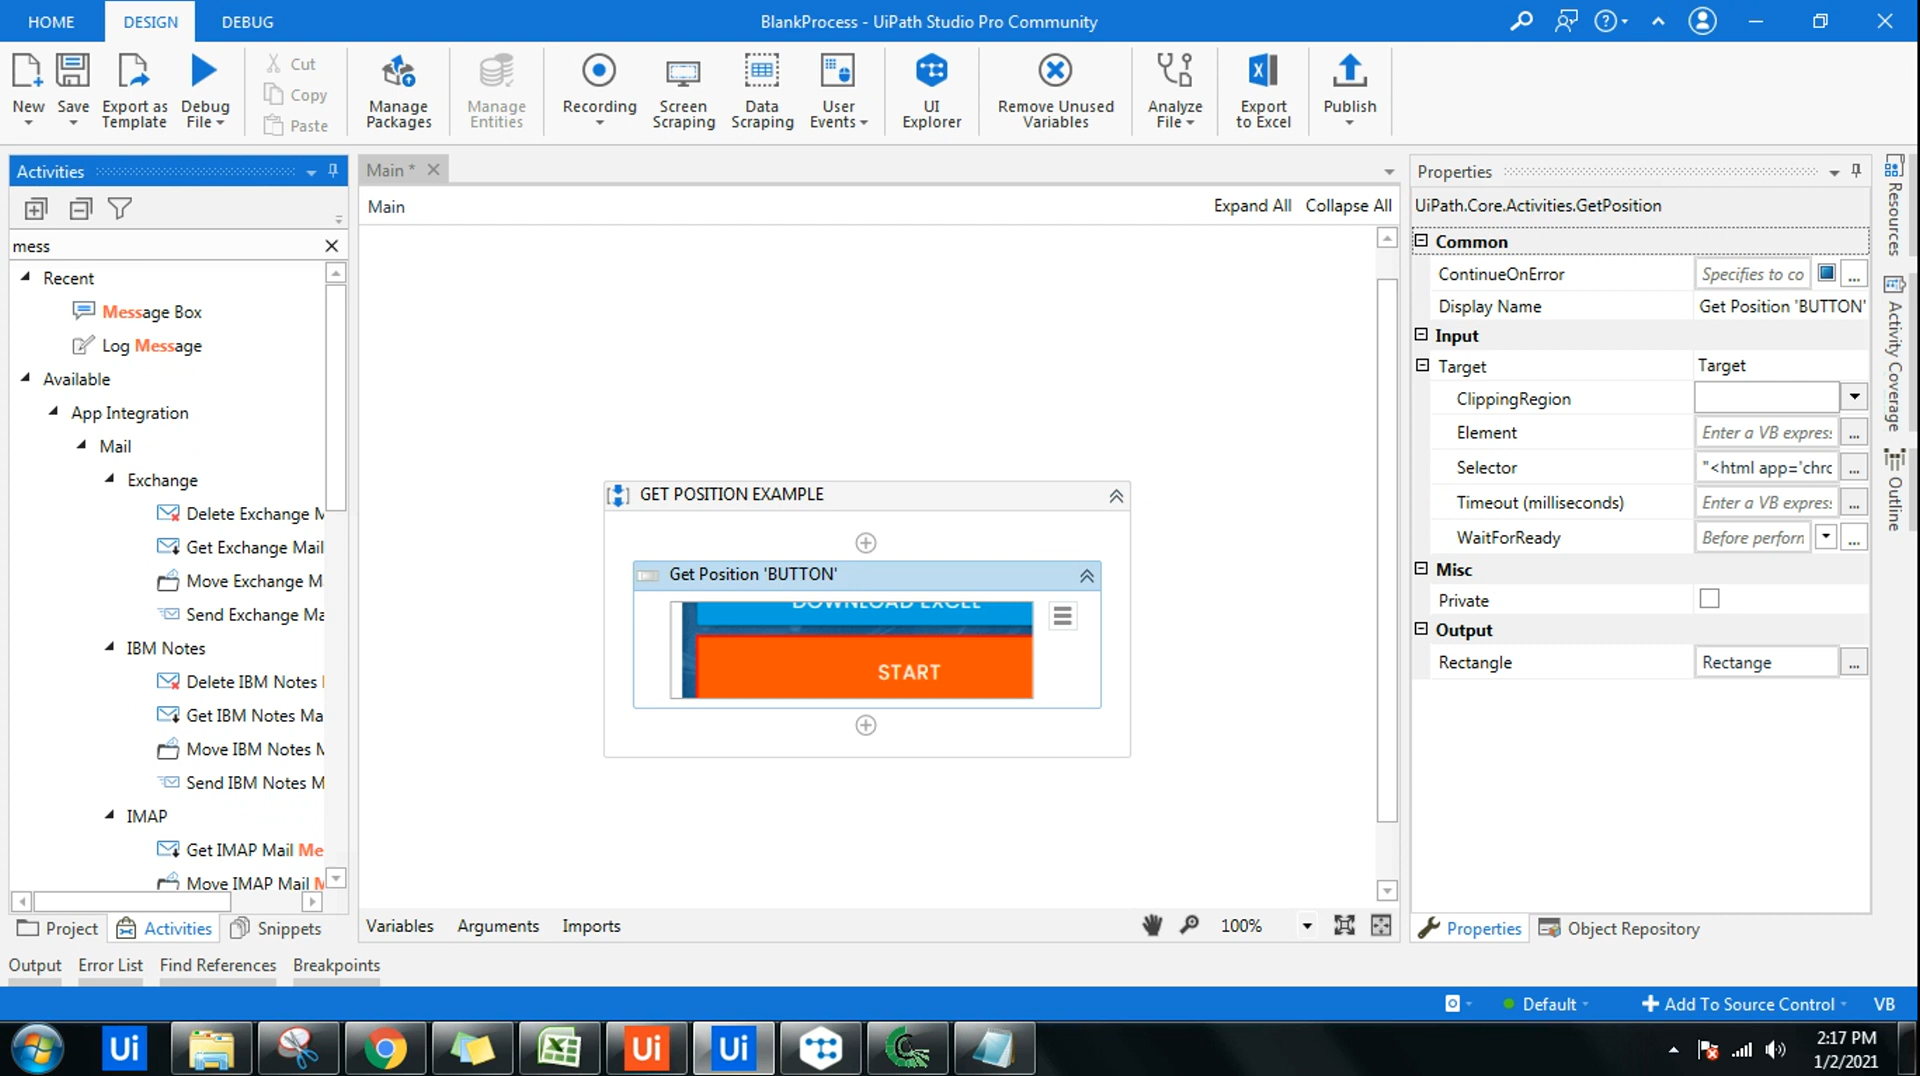 HOME
DESIGN
DEBUG
BlankProcess - UiPath Studio Pro Community
New
Save
Export as
Template
Debug
File
Cut
Copy
Paste
Manage
Packages
Manage
Entities
Recording
Screen
Scraping
Data
Scraping
User
Events
UI
Explorer
Remove Unused
Variables
Analyze
File
Export
to Excel
Publish
Activities
mess
Recent
Message Box
Log Message
Available
App Integration
Mail
Exchange
Delete Exchange M
Get Exchange Mail
Move Exchange M
Send Exchange Ma
IBM Notes
Delete IBM Notes
Get IBM Notes Ma
Move IBM Notes M
Send IBM Notes M
IMAP
Get IMAP Mail Me
Move IMAP Mail M
Project
Activities
Snippets
Main *
Main
Expand All
Collapse All
GET POSITION EXAMPLE
Get Position 'BUTTON'
DOWNLOAD EXCEL
START
Variables
Arguments
Imports
100%
Properties
UiPath.Core.Activities.GetPosition
Common
ContinueOnError
Specifies to co
...
Display Name
Get Position 'BUTTON'
Input
Target
Target
ClippingRegion
Element
Enter a VB express
...
Selector
"<html app='chro
...
Timeout (milliseconds)
Enter a VB express
...
WaitForReady
Before perform
...
Misc
Private
Output
Rectangle
Rectange
...
Properties
Object Repository
Resources
Activity Coverage
Outline
Output
Error List
Find References
Breakpoints
Default
Add To Source Control
VB
Ui
Ui
Ui
2:17 PM
1/2/2021